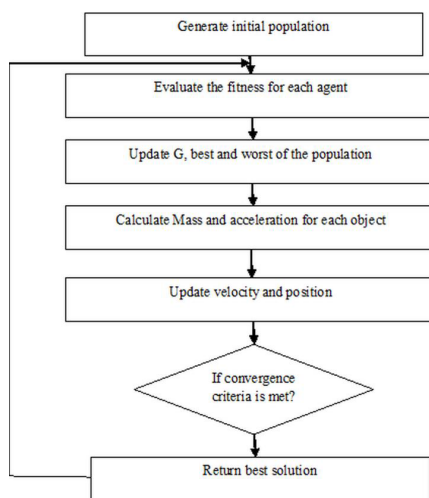 Generate initial population
Evaluate the fitness for each agent
Update G, best and worst of the population
Calculate Mass and acceleration for each object
Update velocity and position
If convergence
criteria is met?
Return best solution